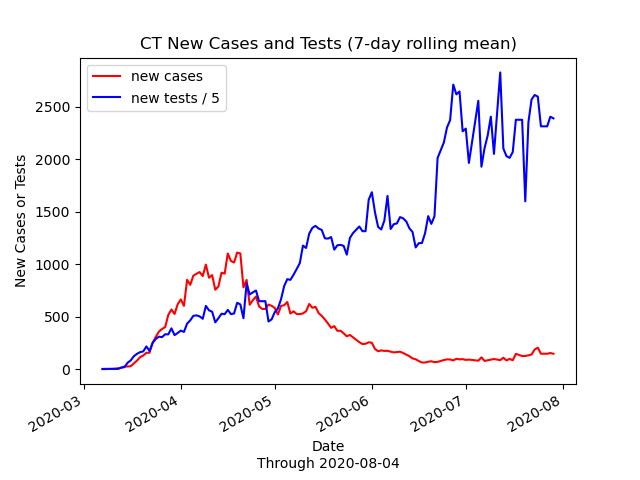 CT New Cases and Tests (7-day rolling mean)
new cases
new tests / 5
New Cases or Tests
2500
2000
1500
1000
500
0
2020-03
2020-04
2020-05
2020-06
2020-07
2020-08
Date
Through 2020-08-04